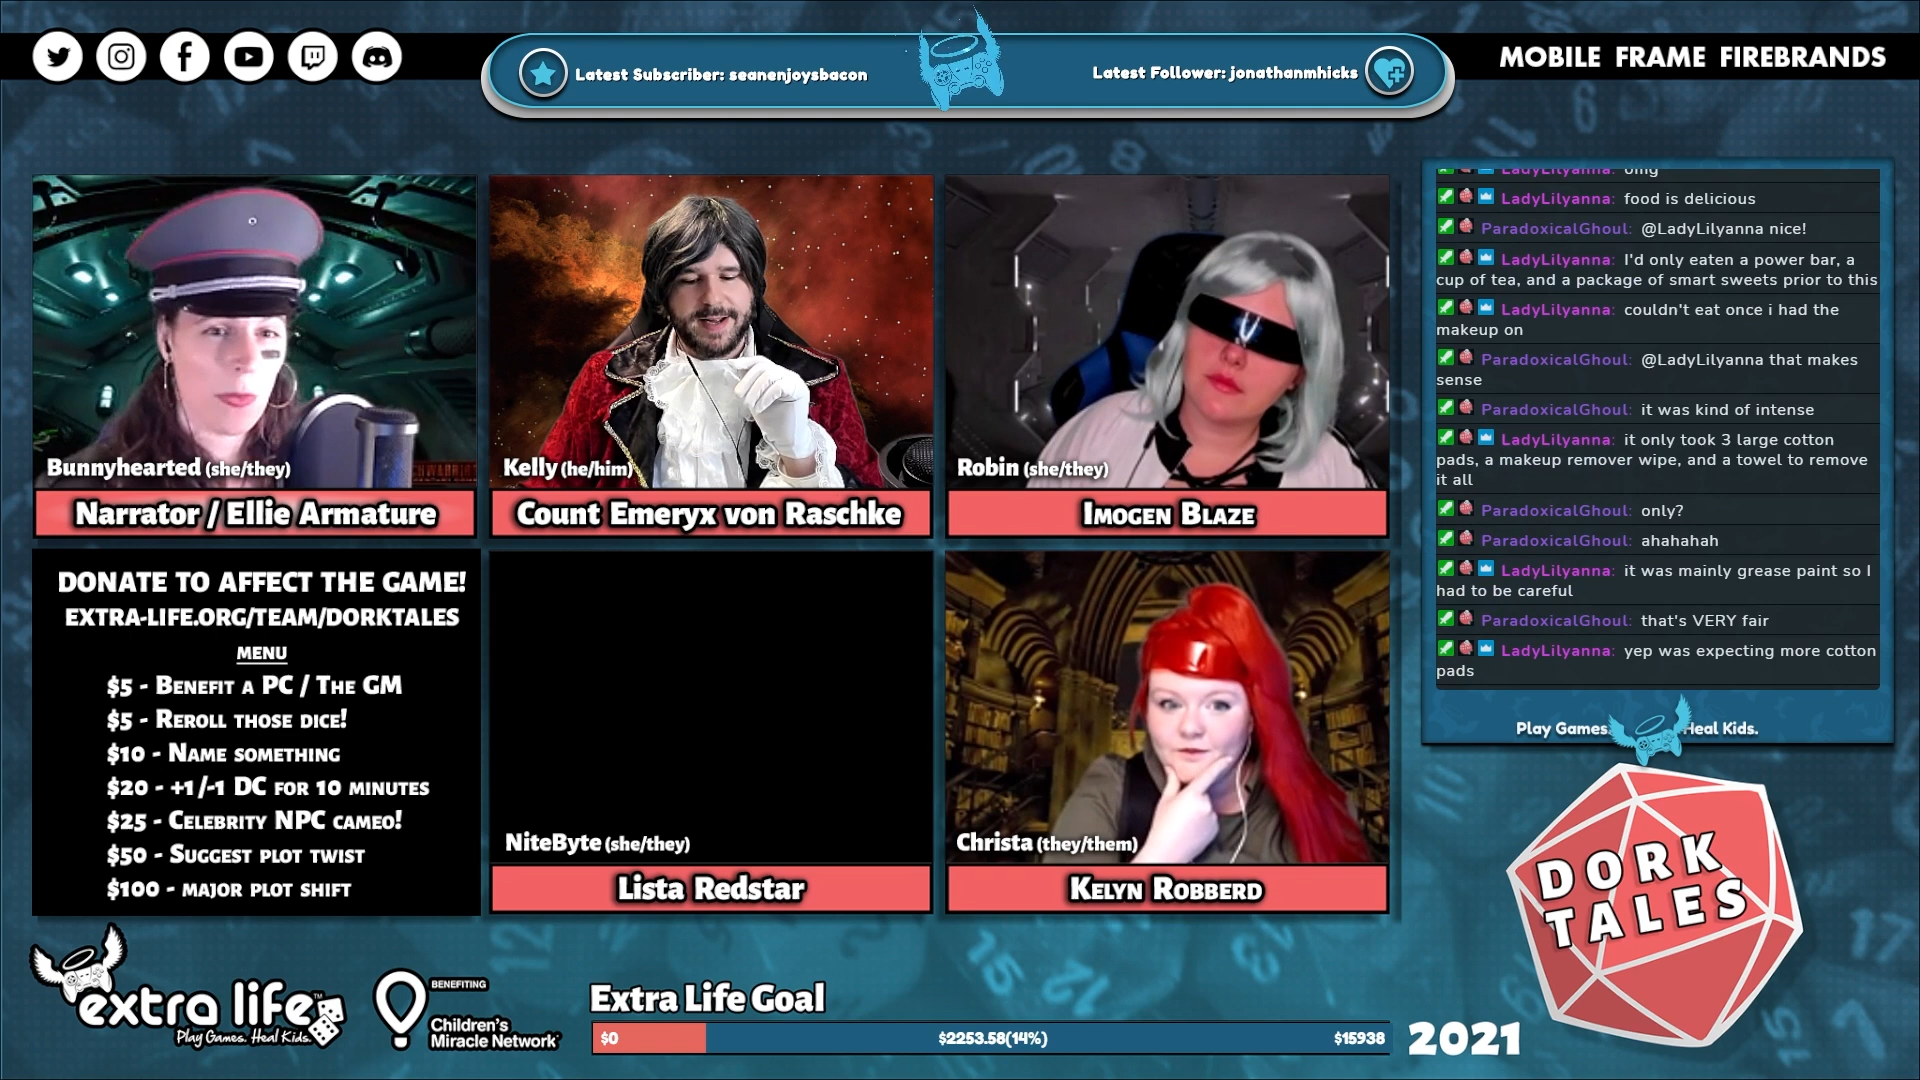 Latest Subscriber: seanenjoysbacon
Latest Follower: jonathanmhicks
MOBILE FRAME FIREBRANDS
Bunnyhearted (she/they)
Narrator / Ellie Armature
Kelly (he/him)
Count Emeryx von Raschke
Robin (she/they)
Imogen Blaze
LadyLilyanna: omg
LadyLilyanna: food is delicious
ParadoxicalGhoul: @LadyLilyanna nice!
LadyLilyanna: I'd only eaten a power bar, a
cup of tea, and a package of smart sweets prior to this
LadyLilyanna: couldn't eat once i had the
makeup on
ParadoxicalGhoul: @LadyLilyanna that makes
sense
ParadoxicalGhoul: it was kind of intense
LadyLilyanna: it only took 3 large cotton
pads, a makeup remover wipe, and a towel to remove
it all
ParadoxicalGhoul: only?
ParadoxicalGhoul: ahahahah
LadyLilyanna: it was mainly grease paint so I
had to be careful
ParadoxicalGhoul: that's VERY fair
LadyLilyanna: yep was expecting more cotton
pads
Play Games. Heal Kids.
DONATE TO AFFECT THE GAME!
EXTRA-LIFE.ORG/TEAM/DORKTALES
MENU
$5 - Benefit a PC / The GM
$5 - Reroll those dice!
$10 - Name something
$20 - +1/-1 DC for 10 minutes
$25 - Celebrity NPC cameo!
$50 - Suggest plot twist
$100 - major plot shift
NiteByte (she/they)
Lista Redstar
Christa (they/them)
Kelyn Robberd
DORK
TALES
extra life™
Play Games. Heal Kids.
BENEFITING
Children's
Miracle Network
Extra Life Goal
$0
$2253.58(14%)
$15938
2021